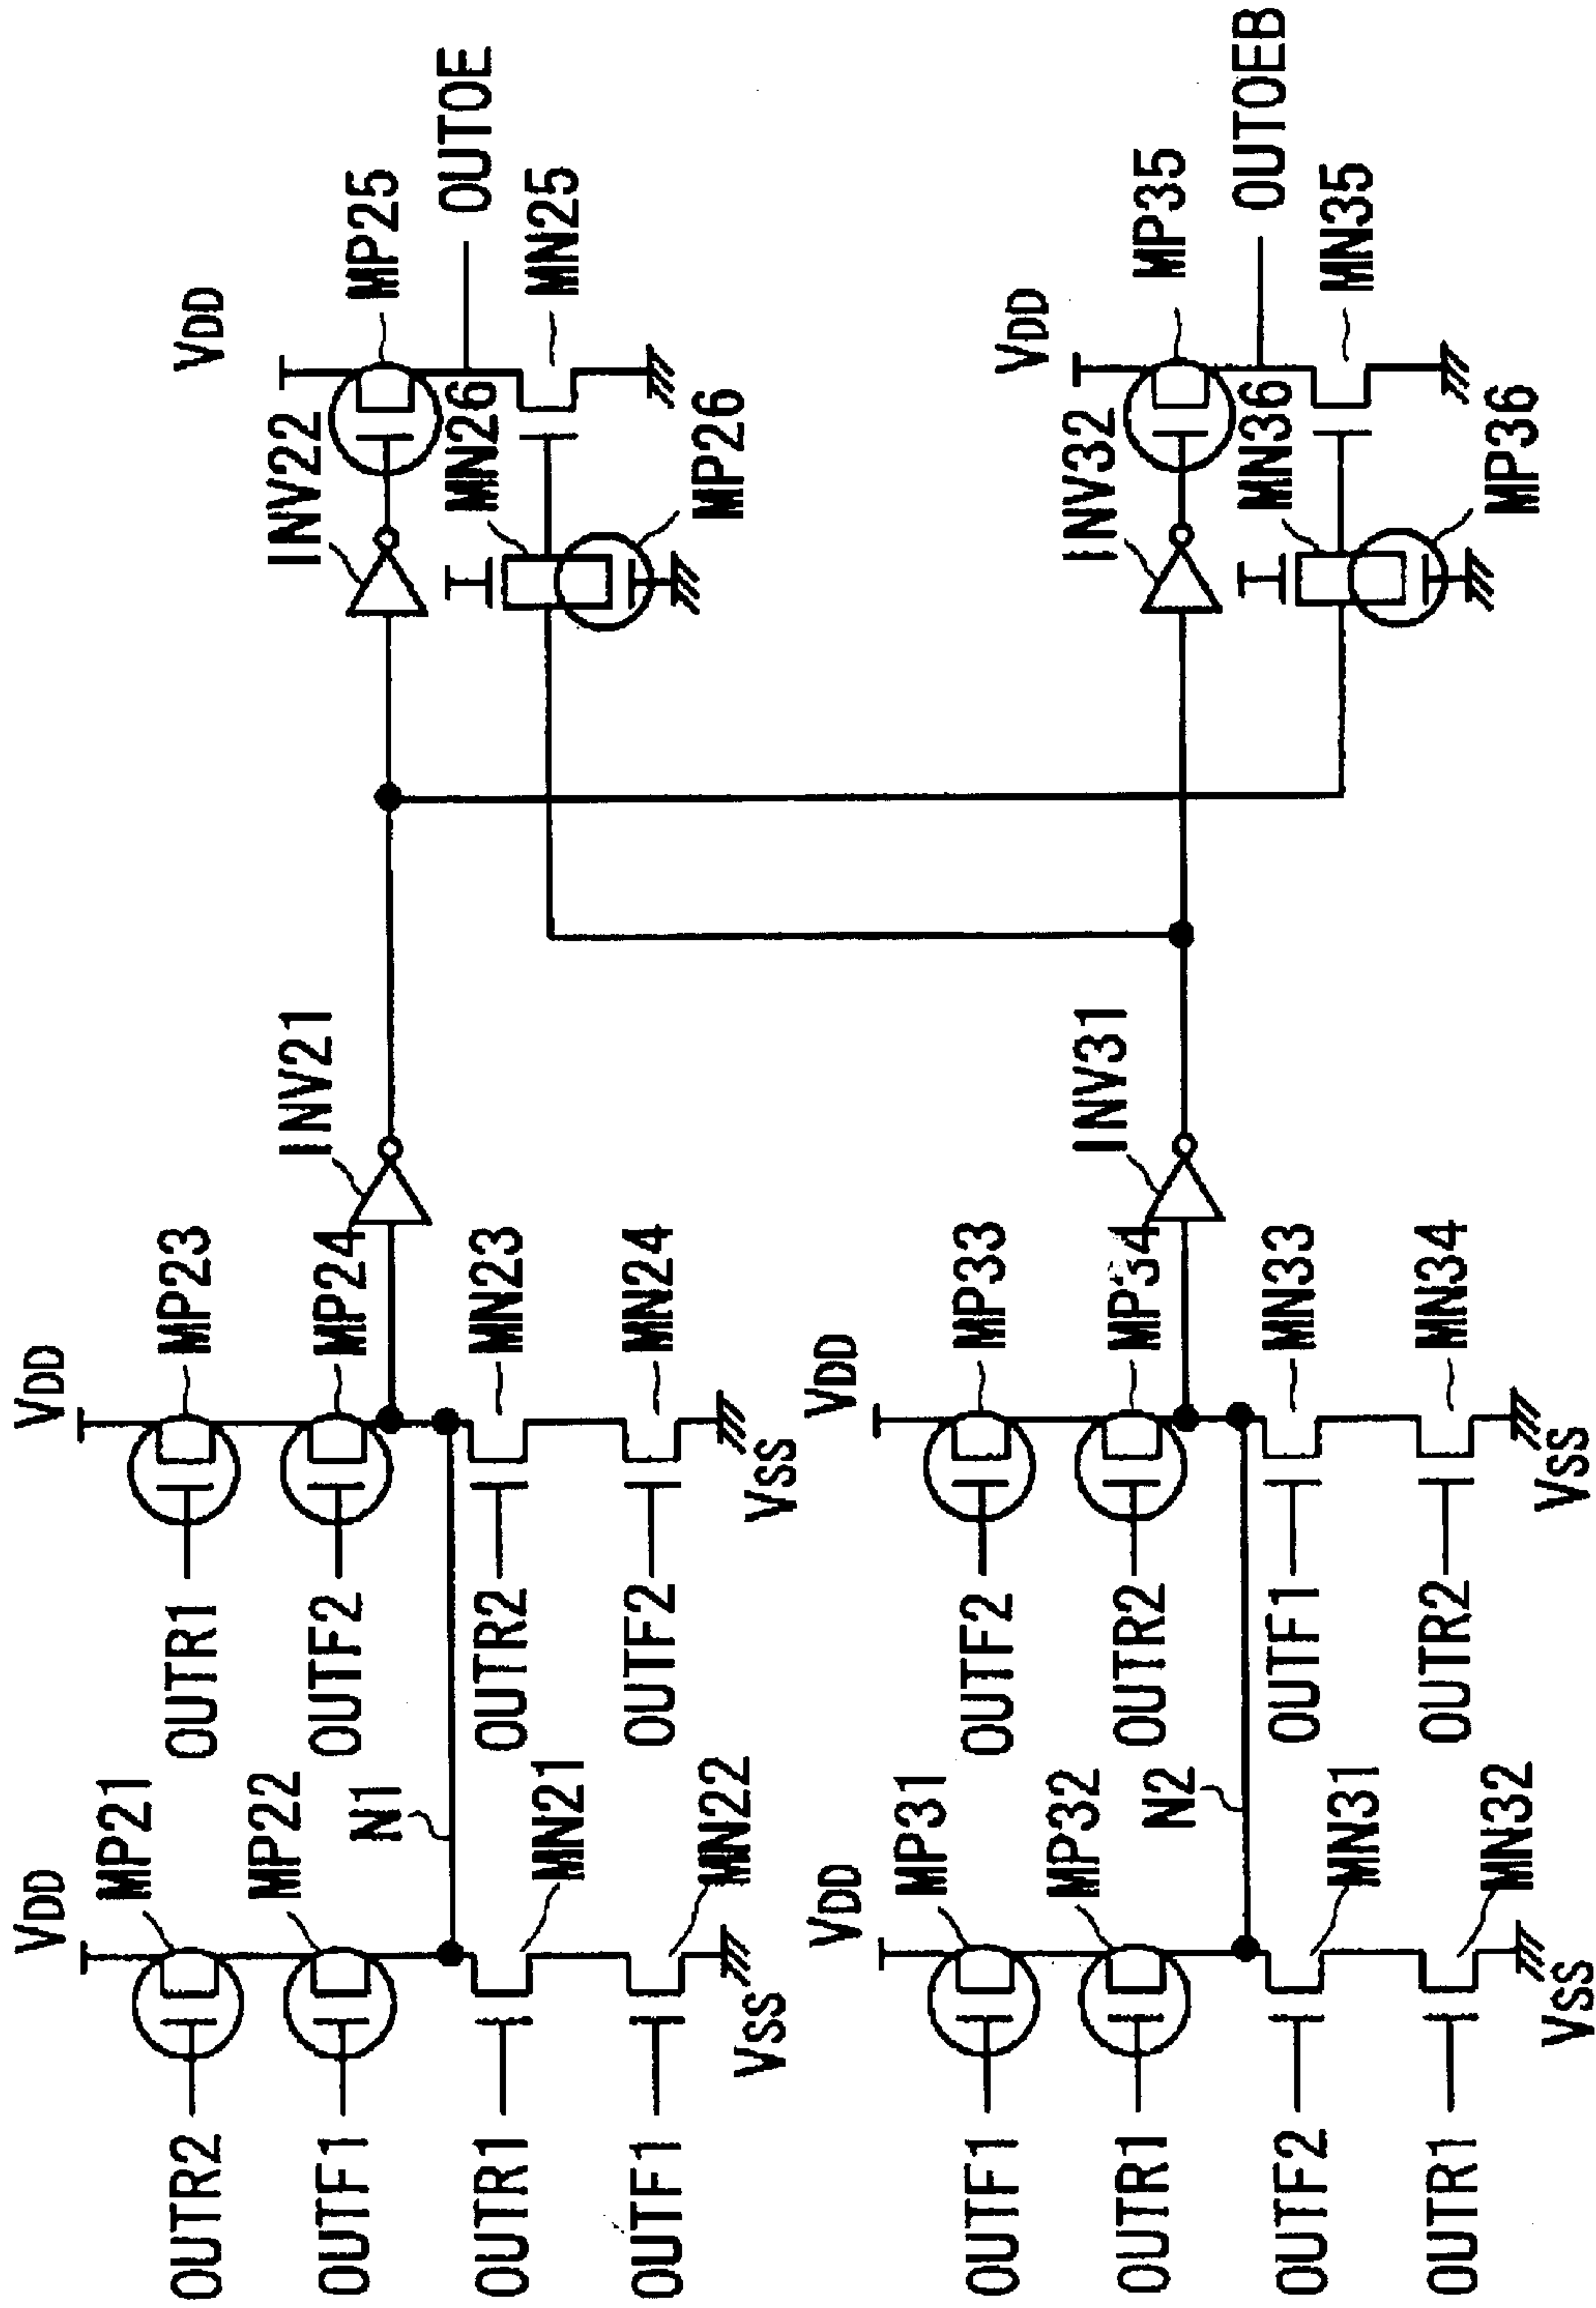 VDD
MP21
OUTR2
MP22
OUTF1
N1
MN21
OUTR1
MN22
OUTF1
VSS
VDD
MP23
OUTR1
MP24
OUTF2
MN23
OUTR2
MN24
OUTF2
VSS
INV21
INV22
VDD
MP25
OUTOE
MN25
MN26
MP26
VDD
MP31
OUTF1
MP32
OUTR1
N2
MN31
OUTF2
MN32
OUTR1
VSS
VDD
MP33
OUTF2
MP34
OUTR2
MN33
OUTF1
MN34
OUTR2
VSS
INV31
INV32
VDD
MP35
OUTOEB
MN35
MN36
MP36